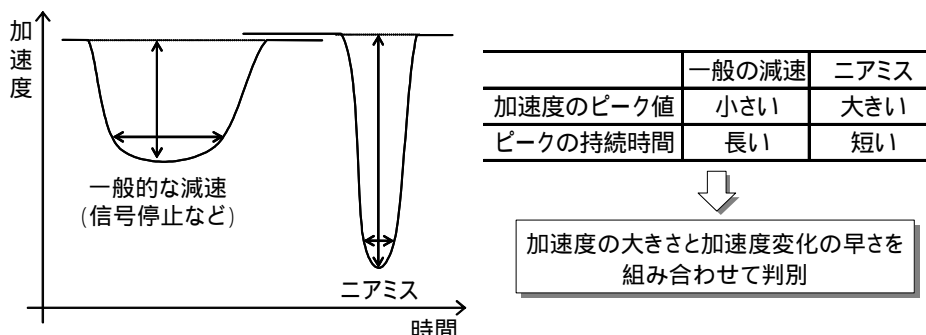 加速度
一般的な減速
(信号停止など)
ニアミス
時間
一般の減速 ニアミス
加速度のピーク値 小さい 大きい
ピークの持続時間 長い 短い
加速度の大きさと加速度変化の早さを
組み合わせて判別